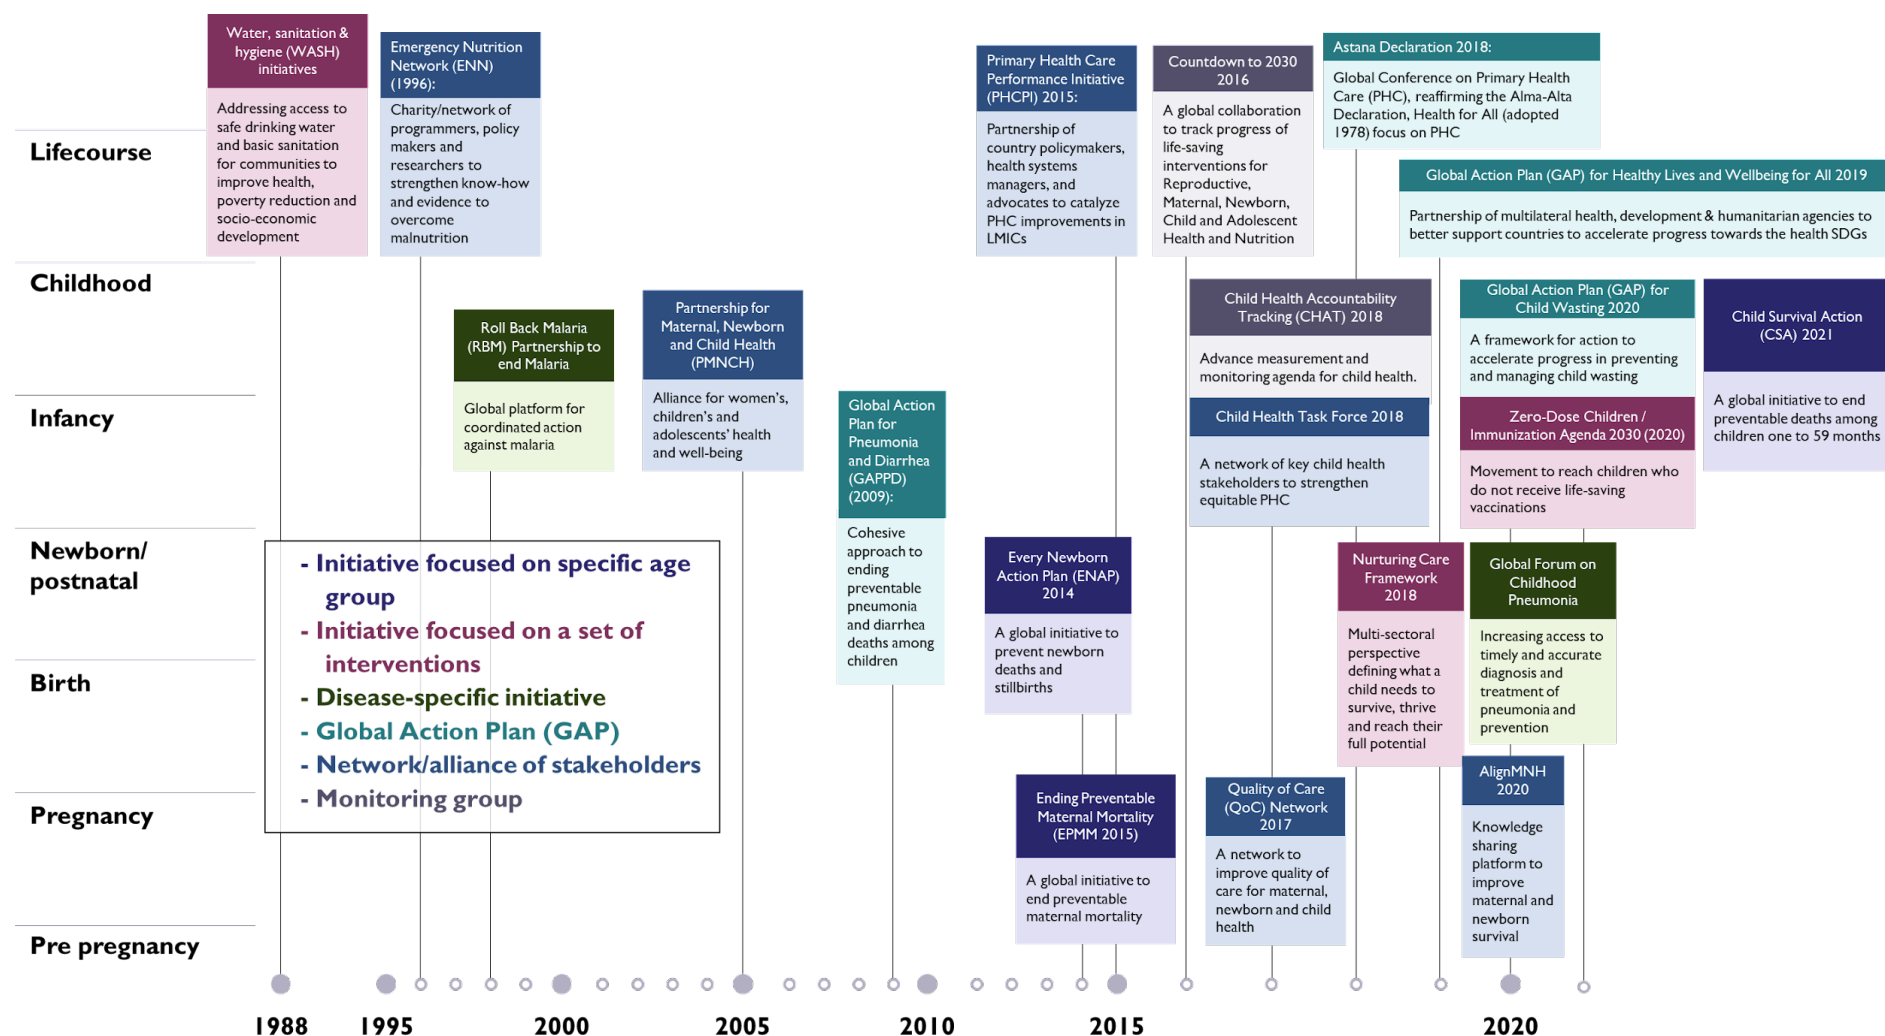 Water, sanitation &
hygiene (WASH)
initiatives
Addressing access to
safe drinking water
and basic sanitation
for communities to
improve health,
poverty reduction and
socio-economic
development
Emergency Nutrition
Network (ENN)
(1996):
Charity/network of
programmers, policy
makers and
researchers to
strengthen know-how
and evidence to
overcome
malnutrition
Primary Health Care
Performance Initiative
(PHCPI) 2015:
Partnership of
country policymakers,
health systems
managers, and
advocates to catalyze
PHC improvements in
LMICs
Countdown to 2030
2016
A global collaboration
to track progress of
life-saving
interventions for
Reproductive,
Maternal, Newborn,
Child and Adolescent
Health and Nutrition
Astana Declaration 2018:
Global Conference on Primary Health
Care (PHC), reaffirming the Alma-Alta
Declaration, Health for All (adopted
1978) focus on PHC
Global Action Plan (GAP) for Healthy Lives and Wellbeing for All 2019
Partnership of multilateral health, development & humanitarian agencies to
better support countries to accelerate progress towards the health SDGs
Lifecourse
Childhood
Infancy
Newborn/
postnatal
Birth
Pregnancy
Pre pregnancy
Roll Back Malaria
(RBM) Partnership to
end Malaria
Global platform for
coordinated action
against malaria
Partnership for
Maternal, Newborn
and Child Health
(PMNCH)
Alliance for women's,
children's and
adolescents' health
and well-being
Global Action
Plan for
Pneumonia
and Diarrhea
(GAPPD)
(2009):
Cohesive
approach to
ending
preventable
pneumonia
and diarrhea
deaths among
children
Child Health Accountability
Tracking (CHAT) 2018
Advance measurement and
monitoring agenda for child health.
Child Health Task Force 2018
A network of key child health
stakeholders to strengthen
equitable PHC
Global Action Plan (GAP) for
Child Wasting 2020
A framework for action to
accelerate progress in preventing
and managing child wasting
Zero-Dose Children /
Immunization Agenda 2030 (2020)
Movement to reach children who
do not receive life-saving
vaccinations
Child Survival Action
(CSA) 2021
A global initiative to end
preventable deaths among
children one to 59 months
- Initiative focused on specific age
group
- Initiative focused on a set of
interventions
- Disease-specific initiative
- Global Action Plan (GAP)
- Network/alliance of stakeholders
- Monitoring group
Every Newborn
Action Plan (ENAP)
2014
A global initiative to
prevent newborn
deaths and
stillbirths
Nurturing Care
Framework
2018
Multi-sectoral
perspective
defining what a
child needs to
survive, thrive
and reach their
full potential
Global Forum on
Childhood
Pneumonia
Increasing access to
timely and accurate
diagnosis and
treatment of
pneumonia and
prevention
Ending Preventable
Maternal Mortality
(EPMM 2015)
A global initiative to
end preventable
maternal mortality
Quality of Care
(QoC) Network
2017
A network to
improve quality of
care for maternal,
newborn and child
health
AlignMNH
2020
Knowledge
sharing
platform to
improve
maternal and
newborn
survival
1988
1995
2000
2005
2010
2015
2020